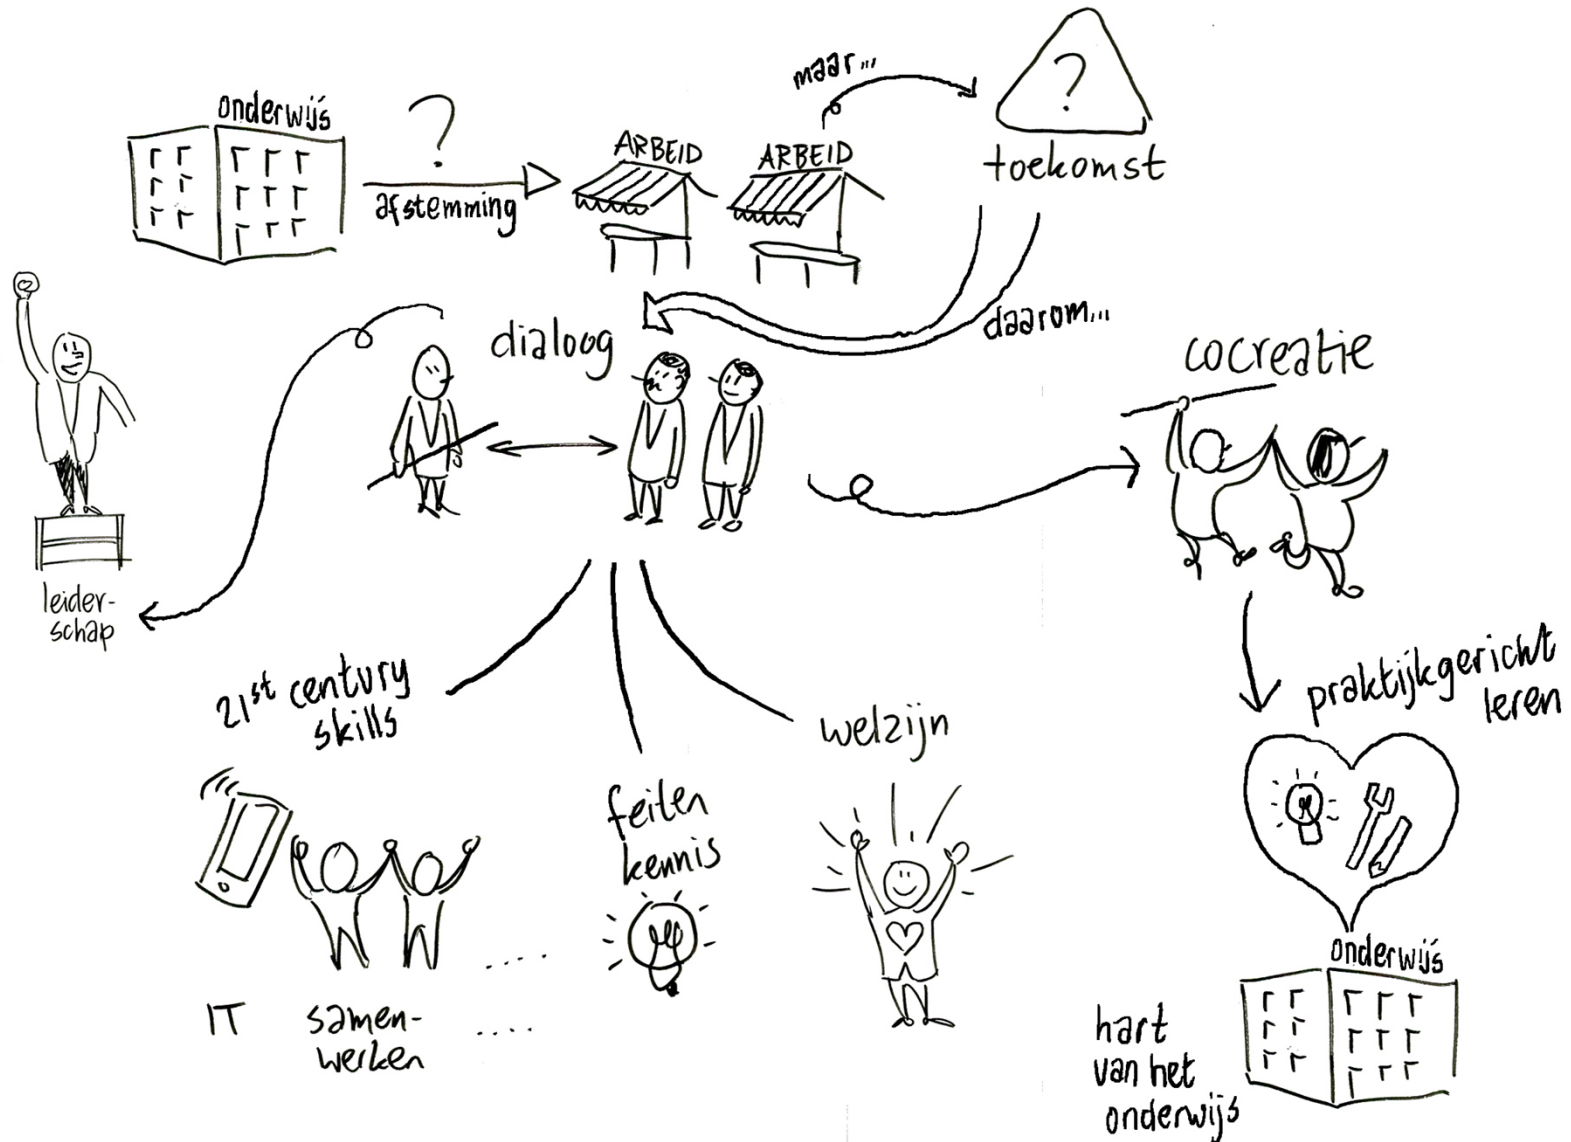 onderwijs
?
afstemming
ARBEID
ARBEID
maar...
?
toekomst
daarom...
dialoog
cocreatie
leider-
schap
21st century
skills
feiten
kennis
welzijn
praktijkgericht
leren
IT
samen-
werken
.....
....
onderwijs
hart
van het
onderwijs